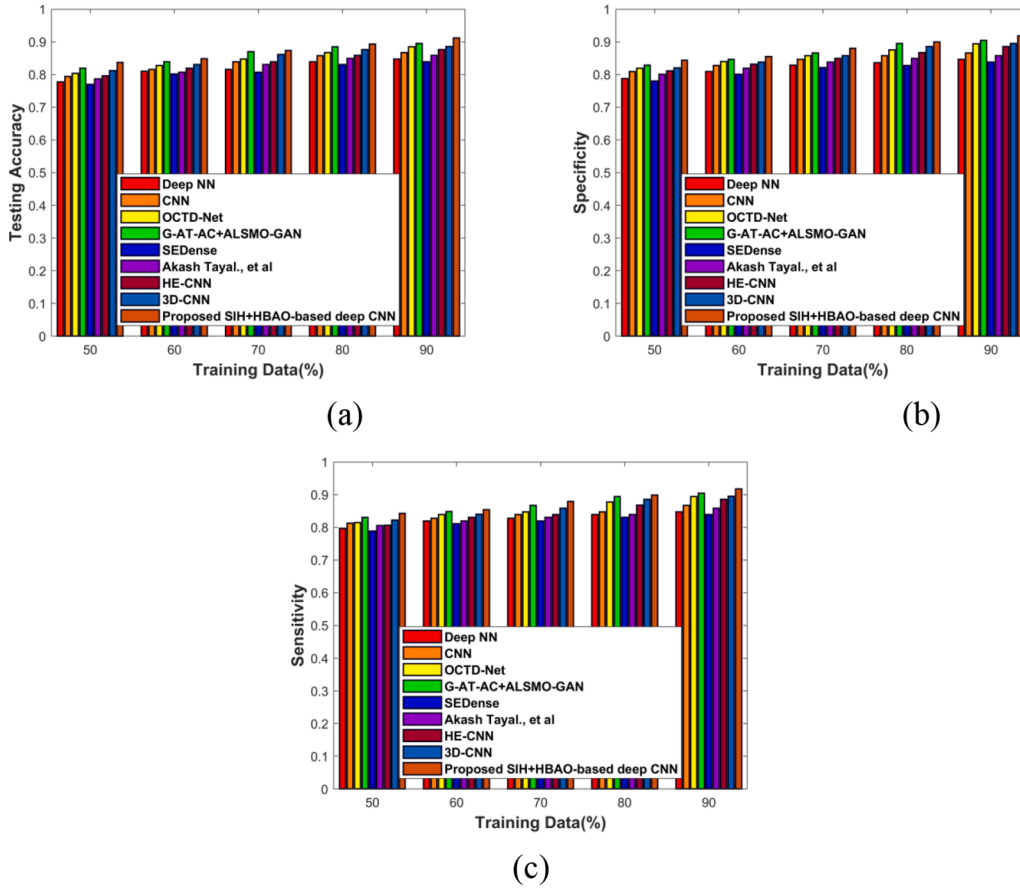 1
0.9
0.8
0.7
0.6
0.5
0.4
0.3
0.2
0.1
0
Testing Accuracy
Deep NN
CNN
OCTD-Net
G-AT-AC+ALSMO-GAN
SEDense
Akash Tayal., et al
HE-CNN
3D-CNN
Proposed SIH+HBAO-based deep CNN
50 60 70 80 90
Training Data(%)
(a)
1
0.9
0.8
0.7
0.6
0.5
0.4
0.3
0.2
0.1
0
Specificity
Deep NN
CNN
OCTD-Net
G-AT-AC+ALSMO-GAN
SEDense
Akash Tayal., et al
HE-CNN
3D-CNN
Proposed SIH+HBAO-based deep CNN
50 60 70 80 90
Training Data(%)
(b)
1
0.9
0.8
0.7
0.6
0.5
0.4
0.3
0.2
0.1
0
Sensitivity
Deep NN
CNN
OCTD-Net
G-AT-AC+ALSMO-GAN
SEDense
Akash Tayal., et al
HE-CNN
3D-CNN
Proposed SIH+HBAO-based deep CNN
50 60 70 80 90
Training Data(%)
(c)